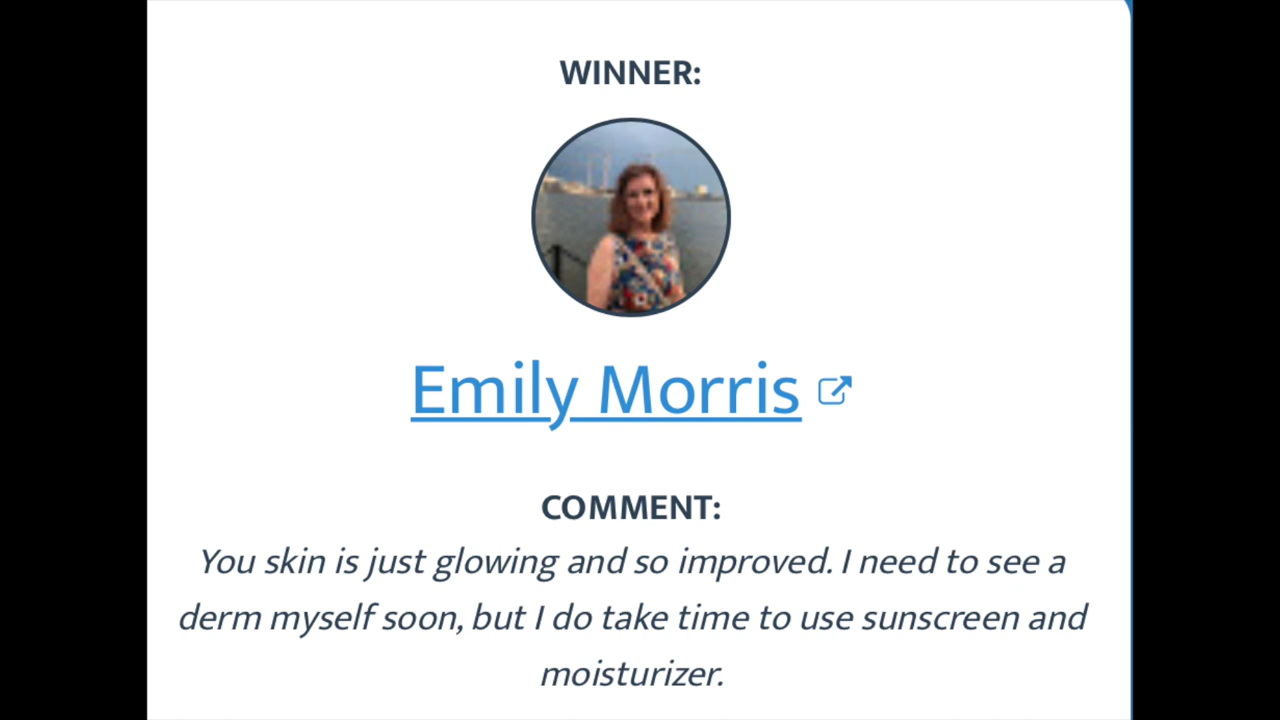 WINNER:
Emily Morris
COMMENT:
You skin is just glowing and so improved. I need to see a
derm myself soon, but I do take time to use sunscreen and
moisturizer.